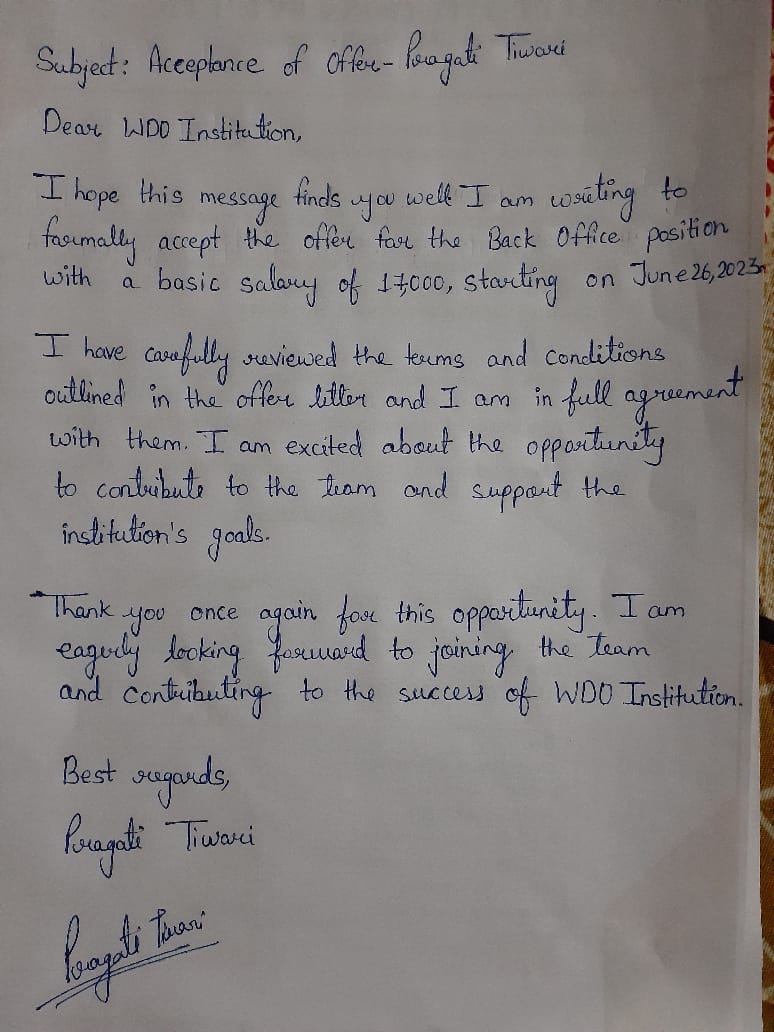 Subject: Acceptance of Offer- Pragati Tiwari
Dear WDO Institution,
I hope this message finds you well I am writing to
formally accept the offer for the Back Office position
with a basic salary of 17,000, starting on June 26, 2023
I have carefully reviewed the terms and conditions
outlined in the offer letter and I am in full agreement
with them. I am excited about the opportunity
to contribute to the team and support the
institution's goals.
Thank you once again for this opportunity. I am
eagerly looking forward to joining the team
and contributing to the success of WDO Institution.
Best regards,
Pragati Tiwari
Pragati Tiwari